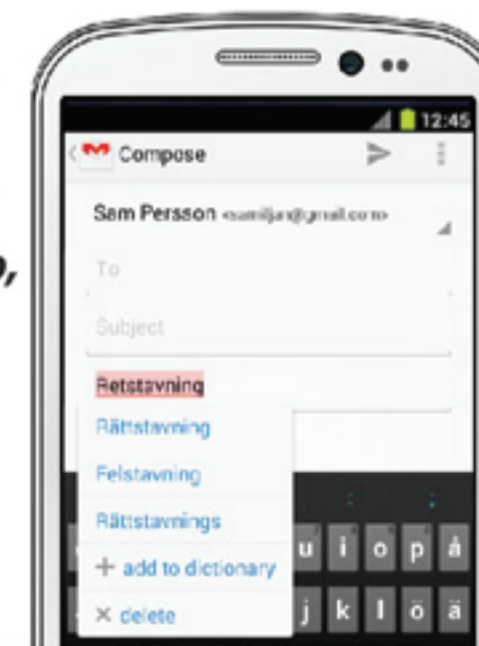 12:45
Compose
Sam Persson
To
Subject
Retstavning
Rättstavning
Felstavning
Rättstavnings
+ add to dictionary
× delete
u i o p å
j k l ö ä